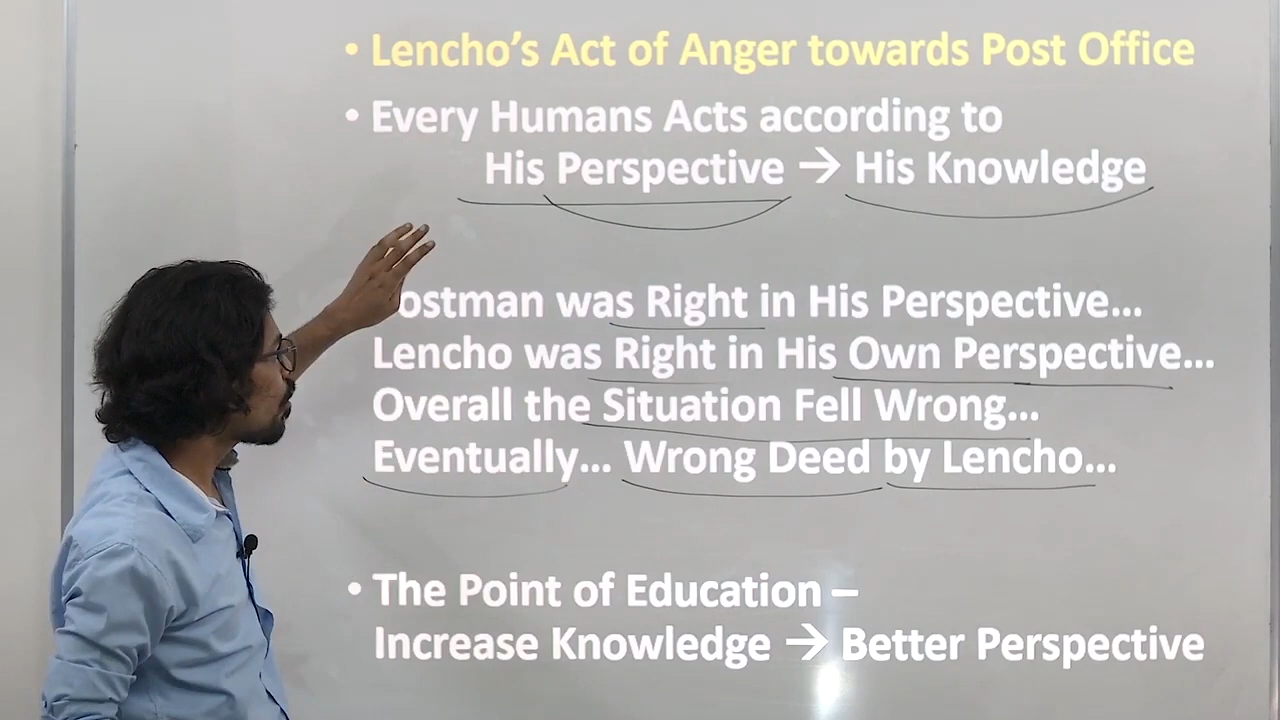 • Lencho's Act of Anger towards Post Office
• Every Humans Acts according to
His Perspective → His Knowledge
ostman was Right in His Perspective...
Lencho was Right in His Own Perspective...
Overall the Situation Fell Wrong...
Eventually... Wrong Deed by Lencho...
• The Point of Education –
Increase Knowledge → Better Perspective